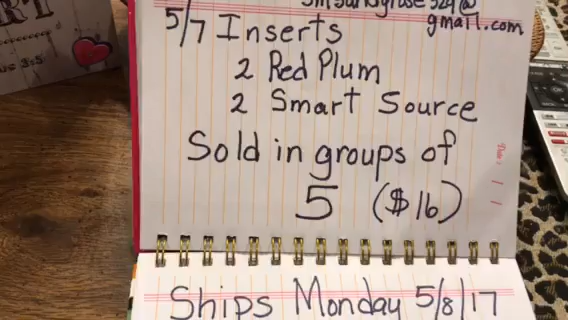 gmail.com
5/7 Inserts
2 Red Plum
2 Smart Source
Sold in groups of
5 ($16)
Ships Monday 5/8/17